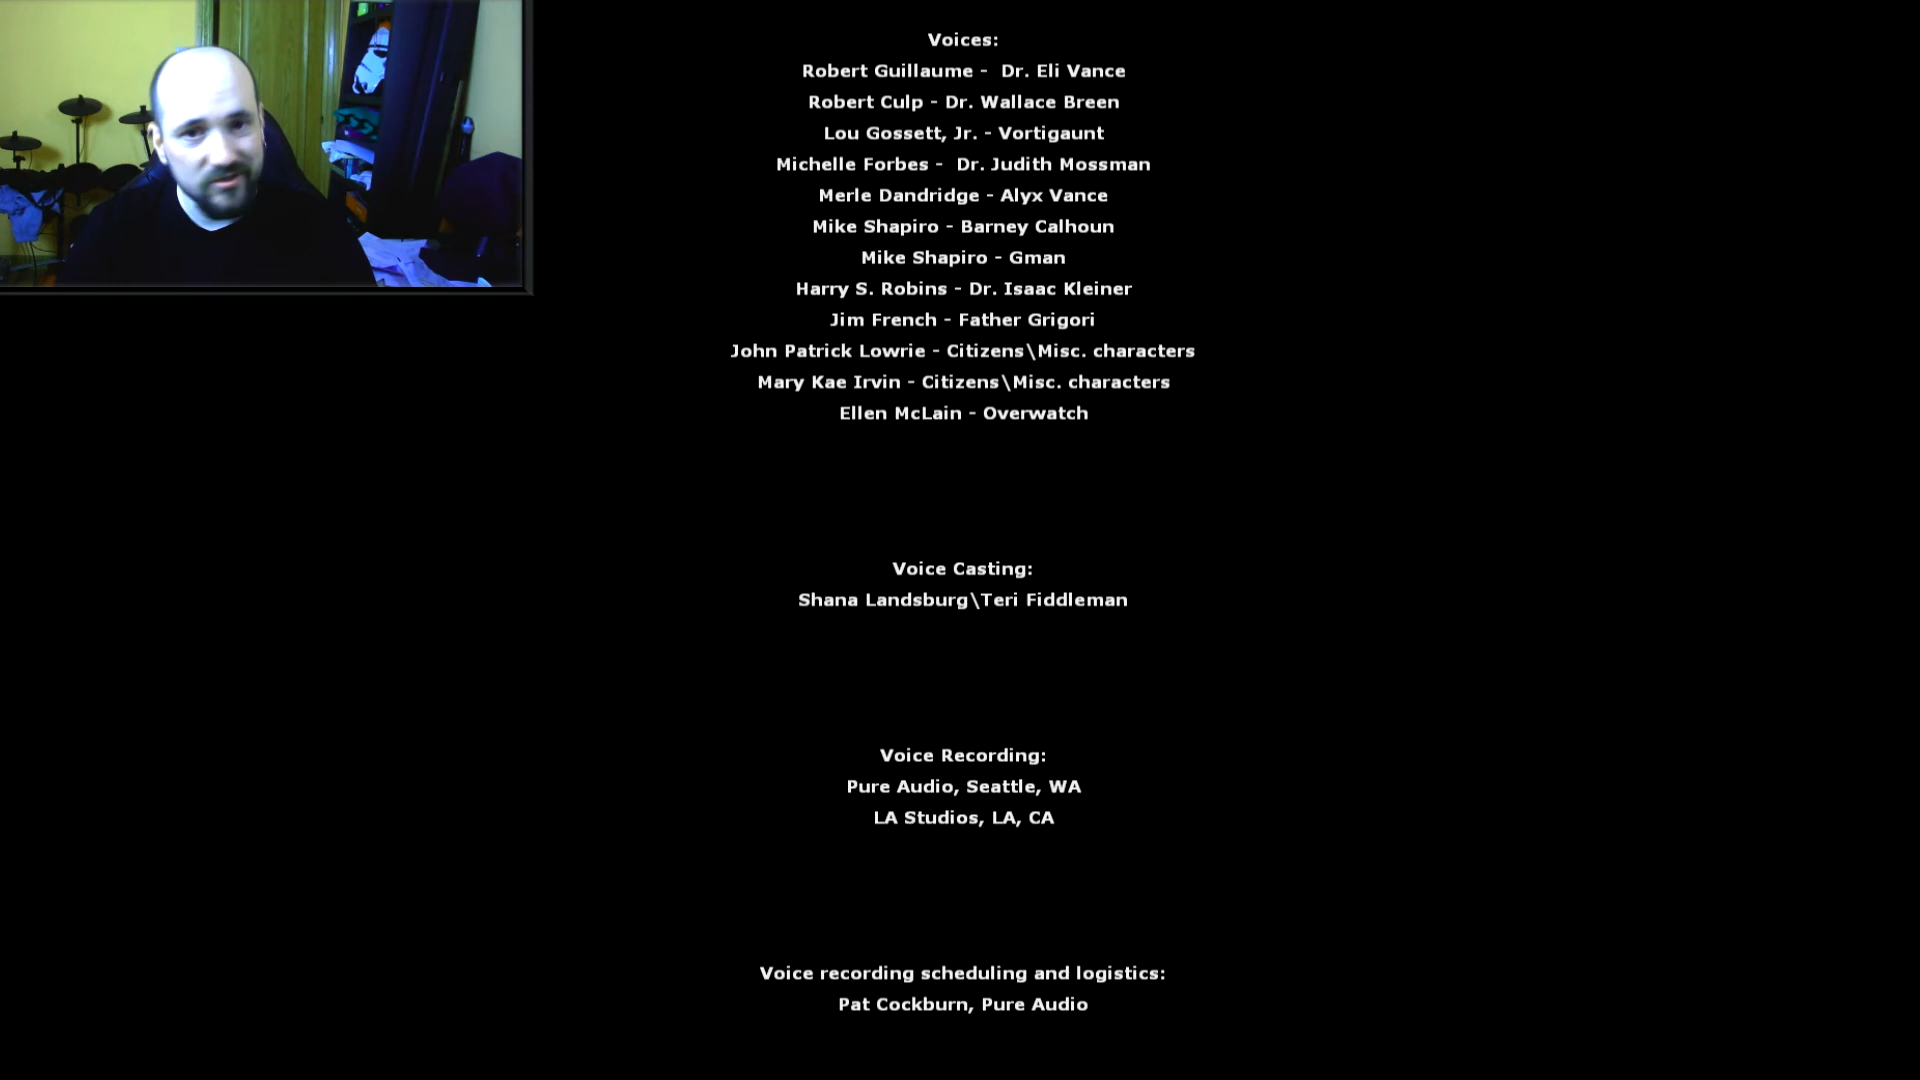 Voices:
Robert Guillaume -  Dr. Eli Vance
Robert Culp - Dr. Wallace Breen
Lou Gossett, Jr. - Vortigaunt
Michelle Forbes -  Dr. Judith Mossman
Merle Dandridge - Alyx Vance
Mike Shapiro - Barney Calhoun
Mike Shapiro - Gman
Harry S. Robins - Dr. Isaac Kleiner
Jim French - Father Grigori
John Patrick Lowrie - Citizens\Misc. characters
Mary Kae Irvin - Citizens\Misc. characters
Ellen McLain - Overwatch
Voice Casting:
Shana Landsburg\Teri Fiddleman
Voice Recording:
Pure Audio, Seattle, WA
LA Studios, LA, CA
Voice recording scheduling and logistics:
Pat Cockburn, Pure Audio